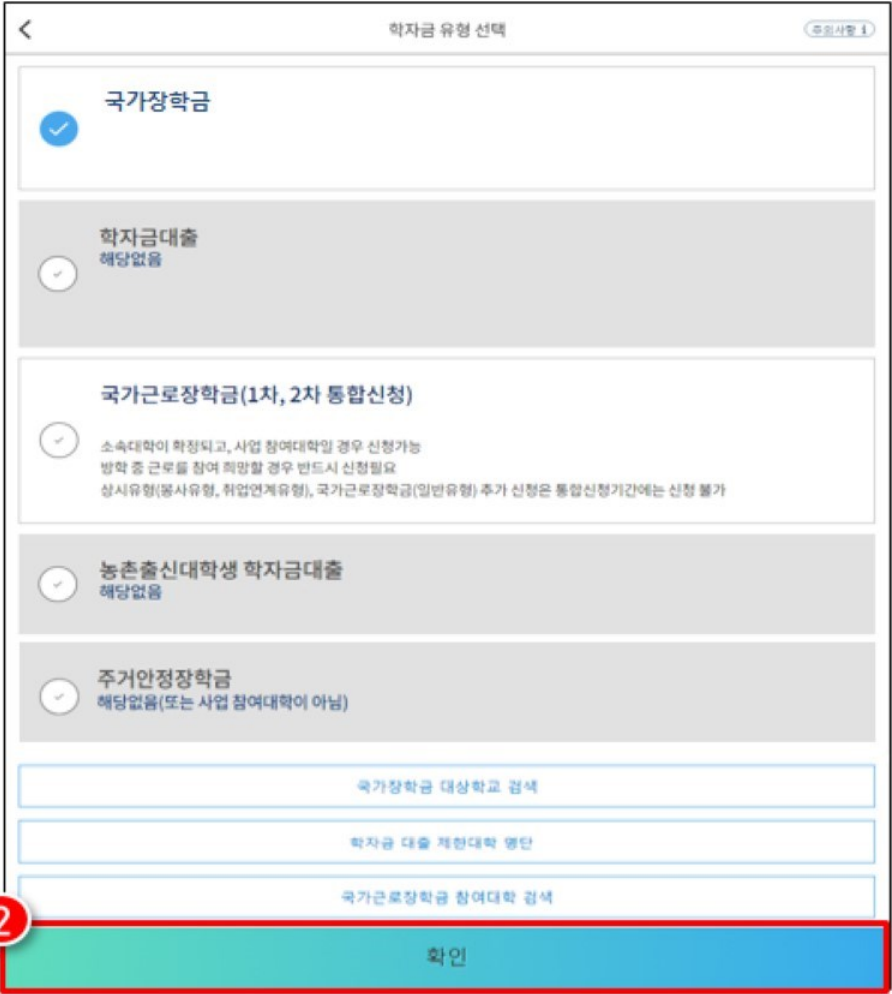 학자금 유형 선택
주의사항 i
국가장학금
학자금대출
해당없음
국가근로장학금(1차, 2차 통합신청)
소속대학이 확정되고, 사업 참여대학일 경우 신청가능
방학 중 근로를 참여 희망할 경우 반드시 신청필요
상시유형(봉사유형, 취업연계유형), 국가근로장학금(일반유형) 추가 신청은 통합신청기간에는 신청 불가
농촌출신대학생 학자금대출
해당없음
주거안정장학금
해당없음(또는 사업 참여대학이 아님)
국가장학금 대상학교 검색
학자금 대출 제한대학 명단
국가근로장학금 참여대학 검색
2
확인